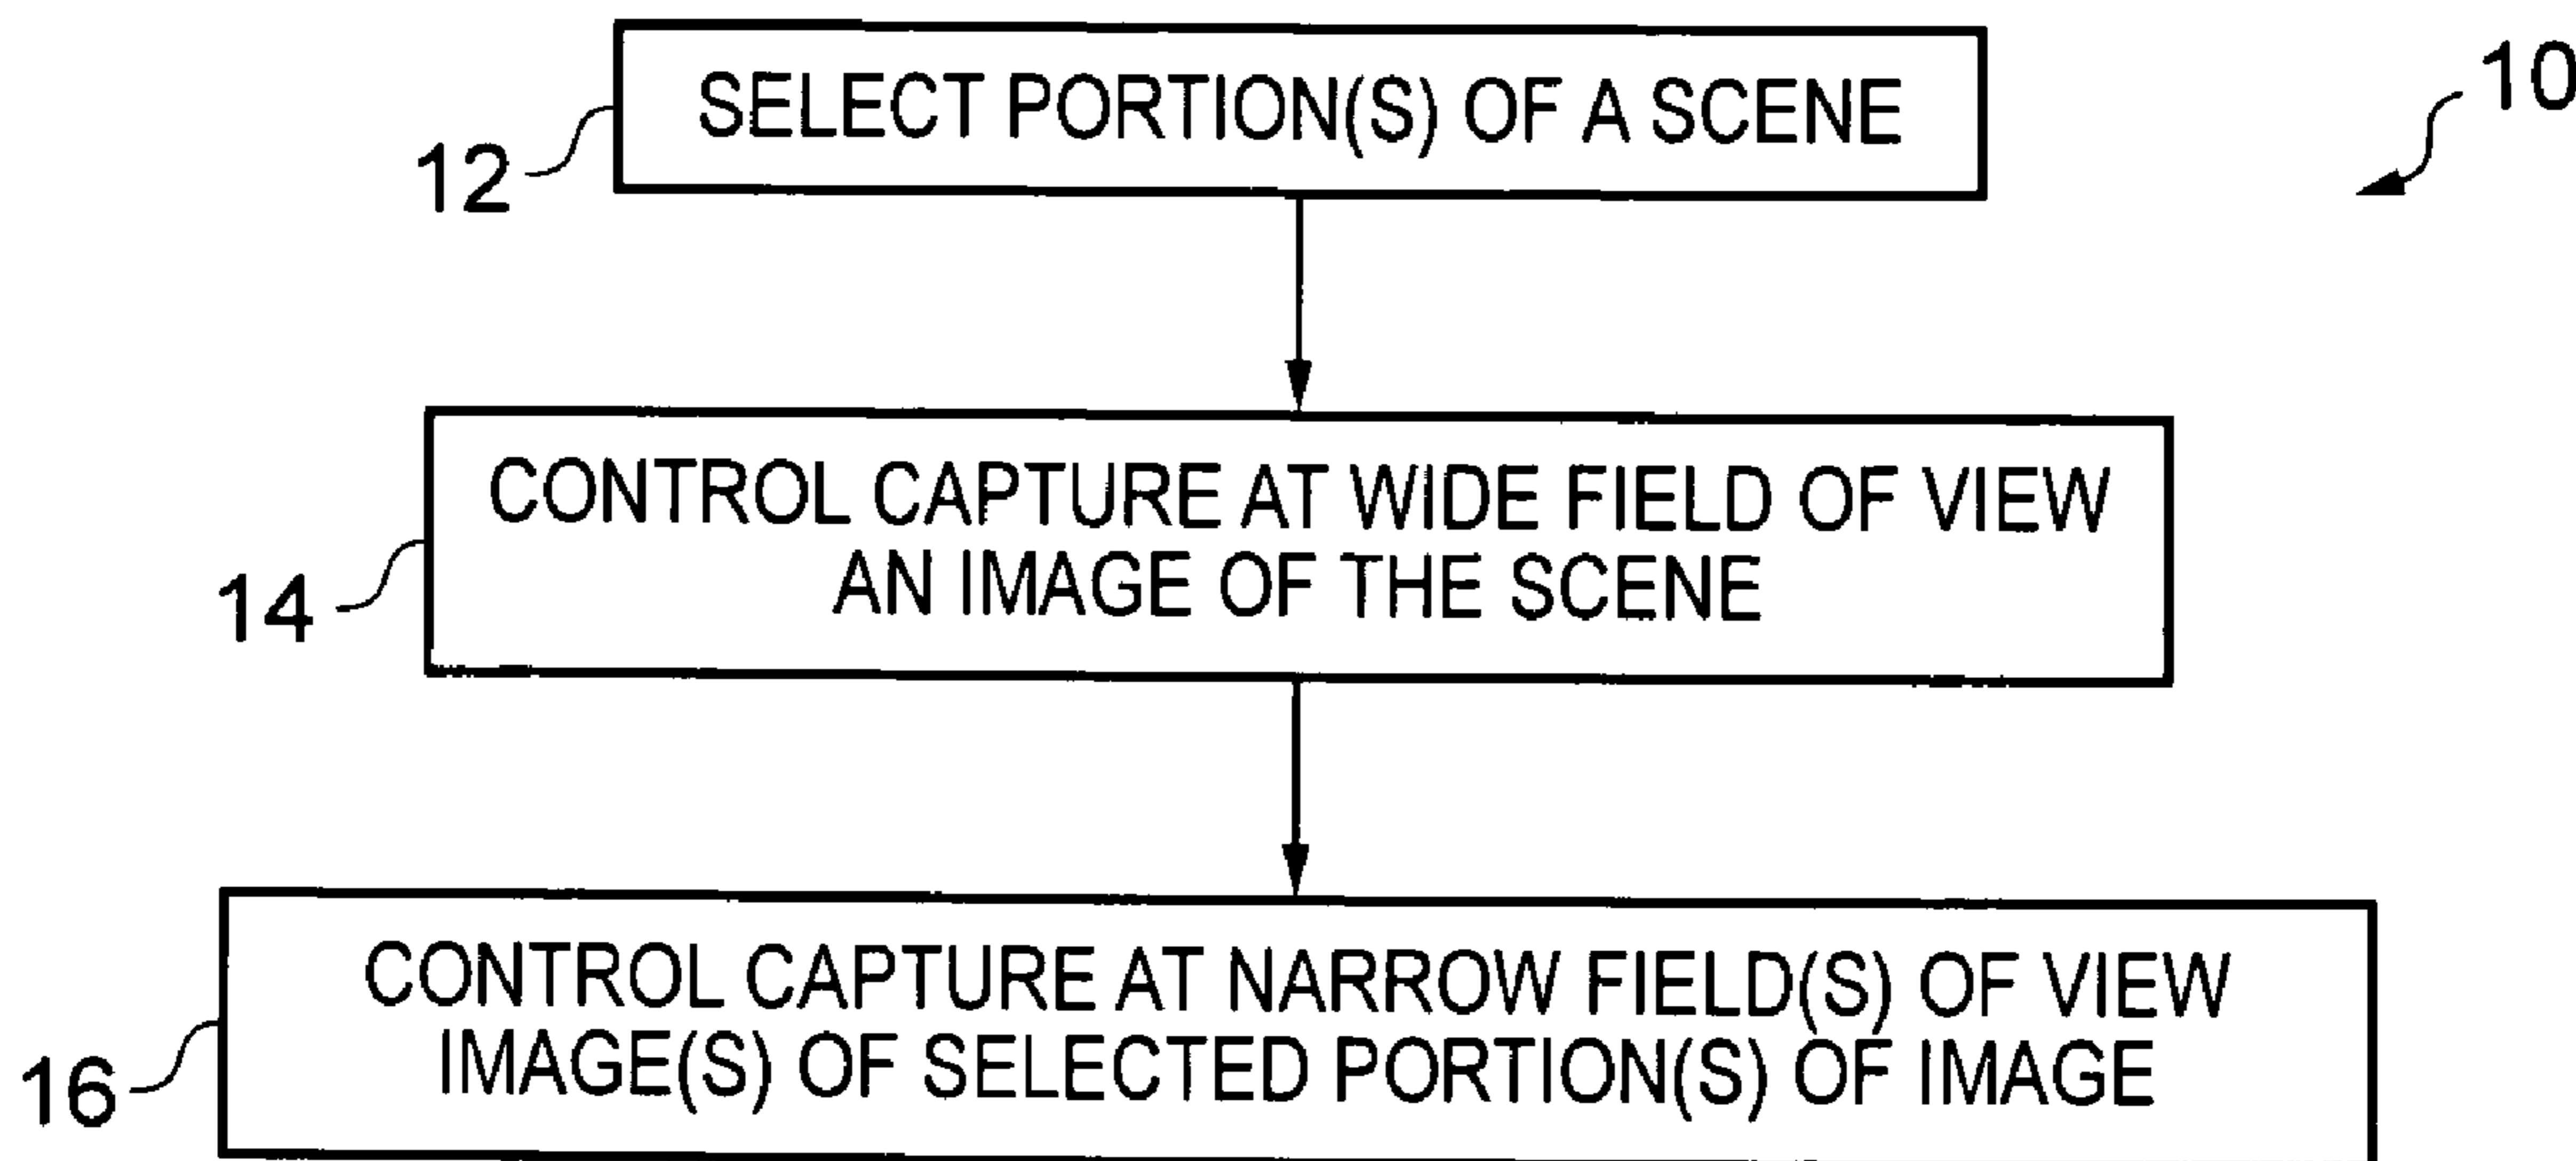 SELECT PORTION(S) OF A SCENE
10
12
CONTROL CAPTURE AT WIDE FIELD OF VIEW
AN IMAGE OF THE SCENE
14
CONTROL CAPTURE AT NARROW FIELD(S) OF VIEW
IMAGE(S) OF SELECTED PORTION(S) OF IMAGE
16